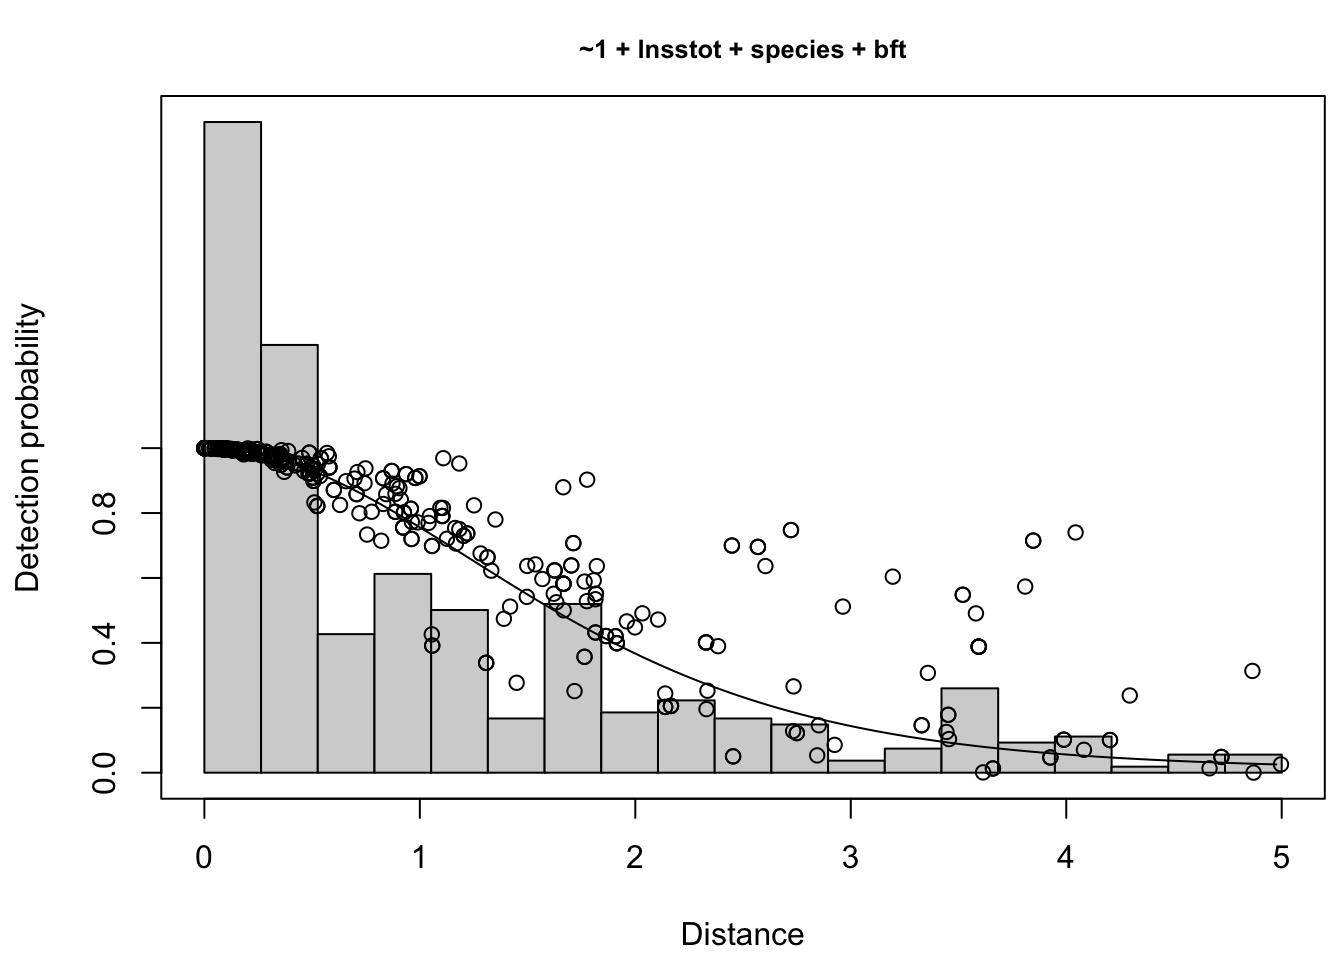 ~1 + lnsstot + species + bft
Detection probability
0.8
0.4
0.0
0 1 2 3 4 5
Distance